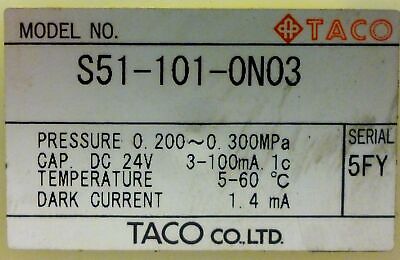 MODEL NO. TACO
S51-101-0N03
PRESSURE 0.200~0.300MPa
CAP. DC 24V 3-100mA. 1c
TEMPERATURE 5-60 ℃
DARK CURRENT 1.4 mA
SERIAL
5FY
TACO CO.,LTD.